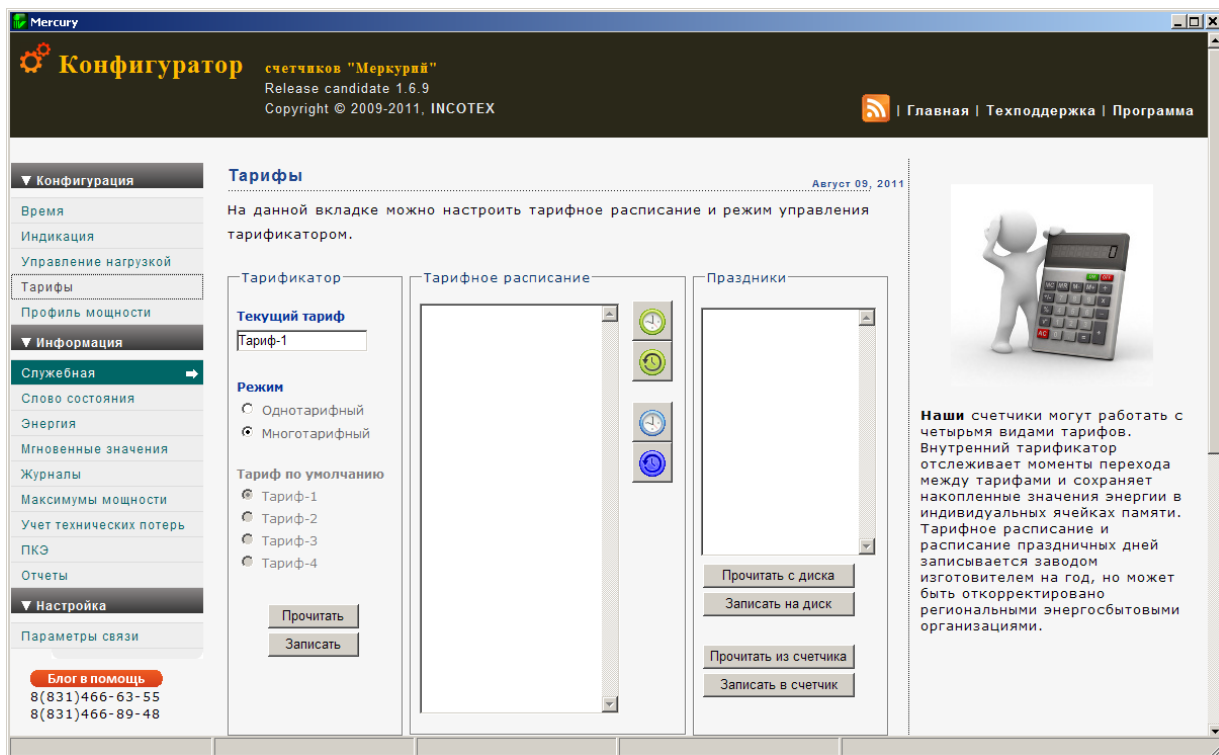 Mercury
Конфигуратор
счетчиков "Меркурий"
Release candidate 1.6.9
Copyright © 2009-2011, INCOTEX
| Главная | Техподдержка | Программа
▼ Конфигурация
Время
Индикация
Управление нагрузкой
Тарифы
Профиль мощности
▼ Информация
Служебная
Слово состояния
Энергия
Мгновенные значения
Журналы
Максимумы мощности
Учет технических потерь
ПКЭ
Отчеты
▼ Настройка
Параметры связи
Блог в помощь
8(831)466-63-55
8(831)466-89-48
Тарифы
Август 09, 2011
На данной вкладке можно настроить тарифное расписание и режим управления
тарификатором.
Тарификатор
Текущий тариф
Тариф-1
Режим
Однотарифный
Многотарифный
Тариф по умолчанию
Тариф-1
Тариф-2
Тариф-3
Тариф-4
Прочитать
Записать
Тарифное расписание
Праздники
Прочитать с диска
Записать на диск
Прочитать из счетчика
Записать в счетчик
Наши счетчики могут работать с
четырьмя видами тарифов.
Внутренний тарификатор
отслеживает моменты перехода
между тарифами и сохраняет
накопленные значения энергии в
индивидуальных ячейках памяти.
Тарифное расписание и
расписание праздничных дней
записывается заводом
изготовителем на год, но может
быть откорректировано
региональными энергосбытовыми
организациями.